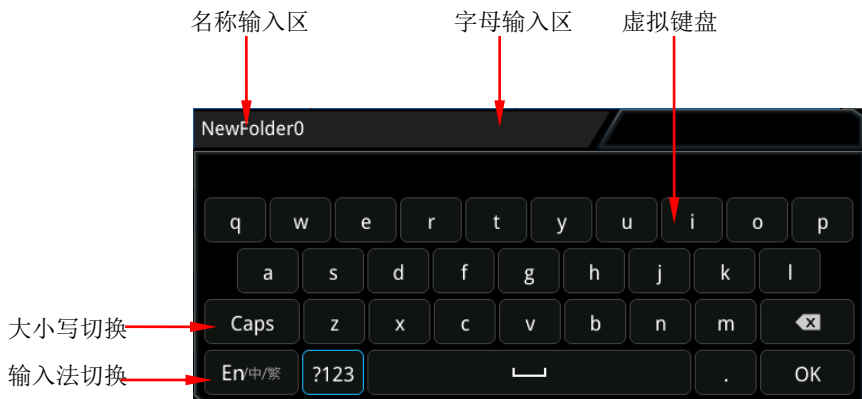 名称输入区 字母输入区 虚拟键盘
NewFolder0
q w e r t y u i o p
a s d f g h j k l
大小写切换 Caps z x c v b n m x
输入法切换 En/中/繁 ?123 . OK